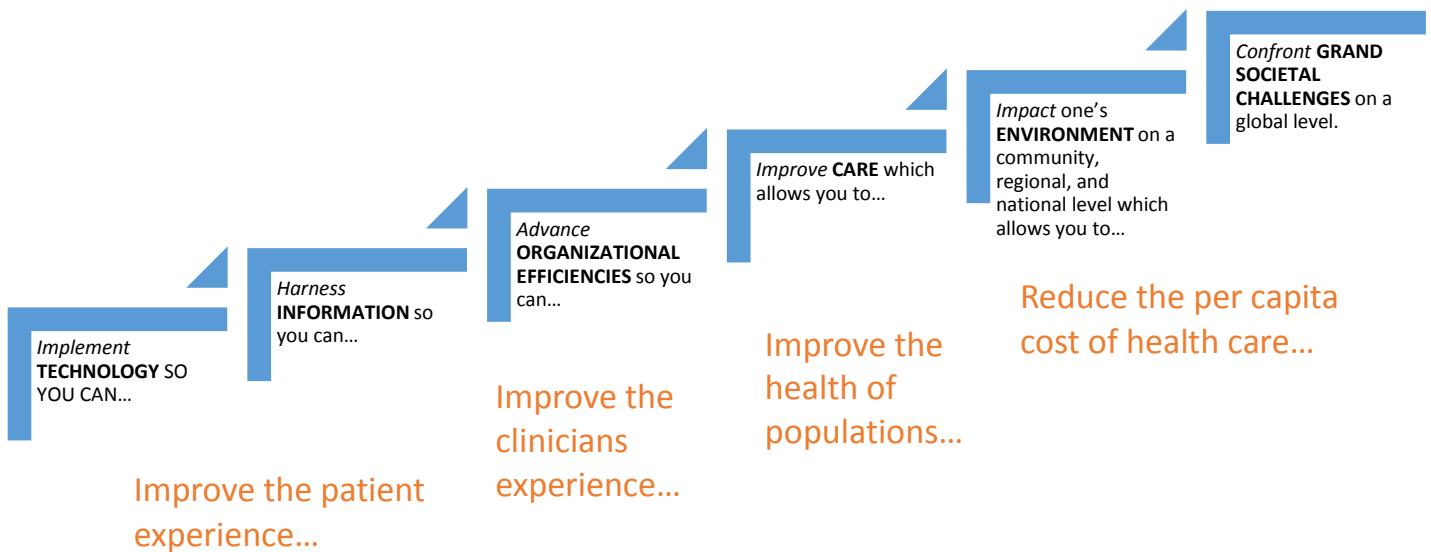 Implement
TECHNOLOGY SO
YOU CAN…
Harness
INFORMATION so
you can…
Advance
ORGANIZATIONAL
EFFICIENCIES so you
can…
Improve CARE which
allows you to…
Impact one’s
ENVIRONMENT on a
community,
regional, and
national level which
allows you to…
Confront GRAND
SOCIETAL
CHALLENGES on a
global level.
Improve the patient
experience…
Improve the
clinicians
experience…
Improve the
health of
populations…
Reduce the per capita
cost of health care…